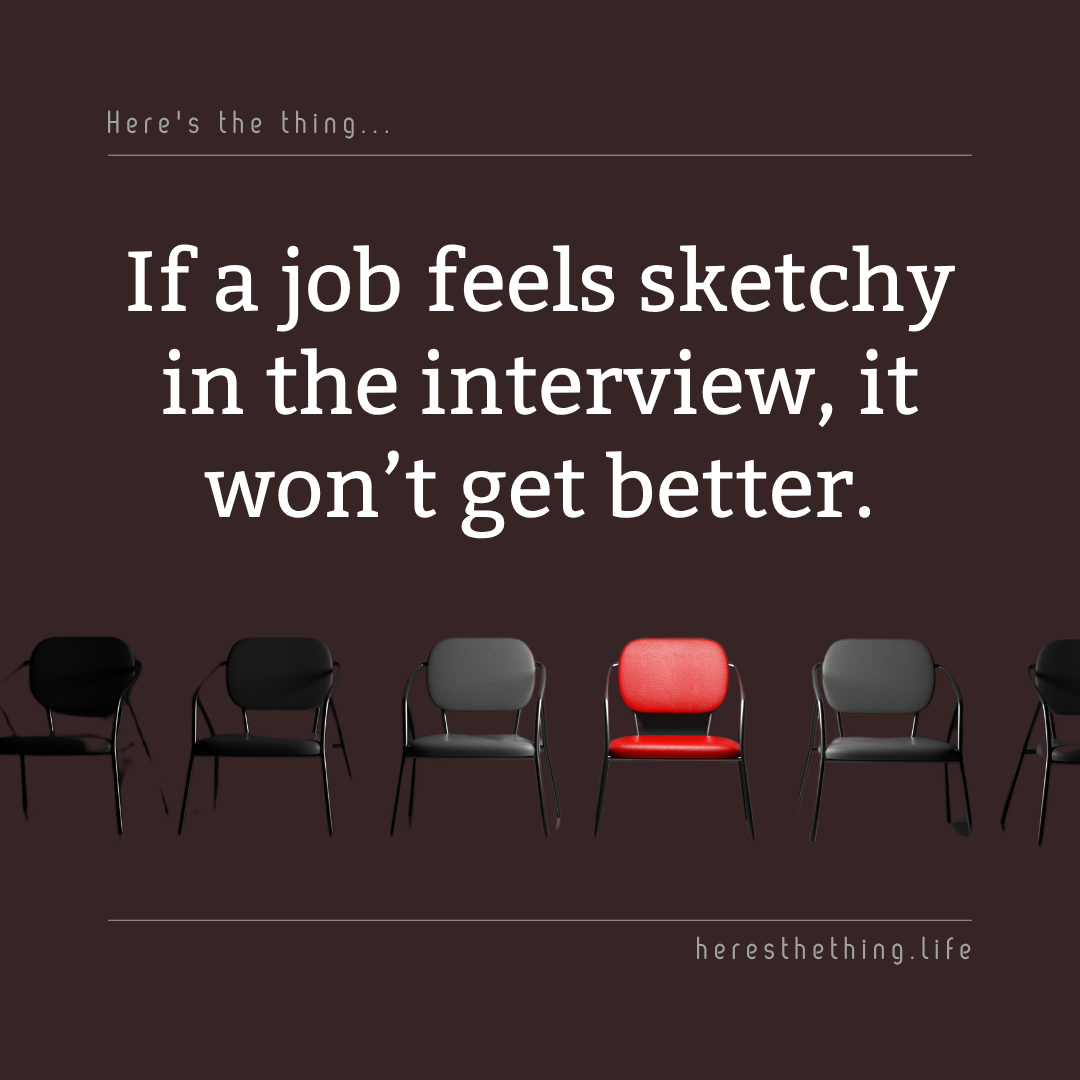 Here's the thing...
If a job feels sketchy
in the interview, it
won’t get better.
heresthething.life